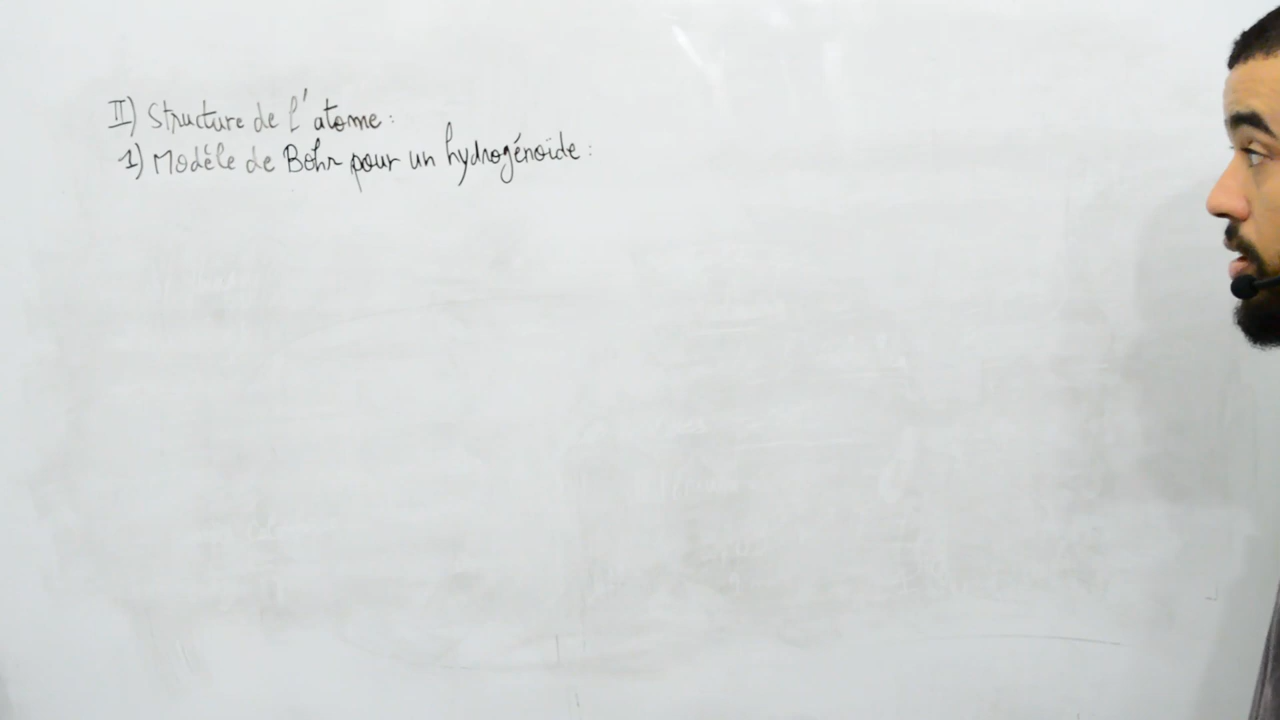 II) Structure de l'atome :
1) Modèle de Bohr pour un hydrogénoïde :